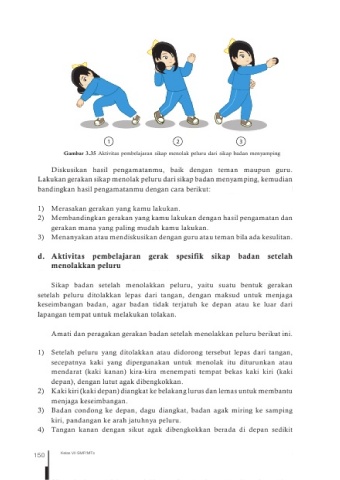 1 2 3
Gambar 3.35 Aktivitas pembelajaran sikap menolak peluru dari sikap badan menyamping
Diskusikan hasil pengamatanmu, baik dengan teman maupun guru.
Lakukan gerakan sikap menolak peluru dari sikap badan menyamping, kemudian
bandingkan hasil pengamatanmu dengan cara berikut:
1) Merasakan gerakan yang kamu lakukan.
2) Membandingkan gerakan yang kamu lakukan dengan hasil pengamatan dan
gerakan mana yang paling mudah kamu lakukan.
3) Menanyakan atau mendiskusikan dengan guru atau teman bila ada kesulitan.
d. Aktivitas pembelajaran gerak spesifik sikap badan setelah
menolakkan peluru
Sikap badan setelah menolakkan peluru, yaitu suatu bentuk gerakan
setelah peluru ditolakkan lepas dari tangan, dengan maksud untuk menjaga
keseimbangan badan, agar badan tidak terjatuh ke depan atau ke luar dari
lapangan tempat untuk melakukan tolakan.
Amati dan peragakan gerakan badan setelah menolakkan peluru berikut ini.
1) Setelah peluru yang ditolakkan atau didorong tersebut lepas dari tangan,
secepatnya kaki yang dipergunakan untuk menolak itu diturunkan atau
mendarat (kaki kanan) kira-kira menempati tempat bekas kaki kiri (kaki
depan), dengan lutut agak dibengkokkan.
2) Kaki kiri (kaki depan) diangkat ke belakang lurus dan lemas untuk membantu
menjaga keseimbangan.
3) Badan condong ke depan, dagu diangkat, badan agak miring ke samping
kiri, pandangan ke arah jatuhnya peluru.
4) Tangan kanan dengan sikut agak dibengkokkan berada di depan sedikit
150 Kelas VII SMP/MTs